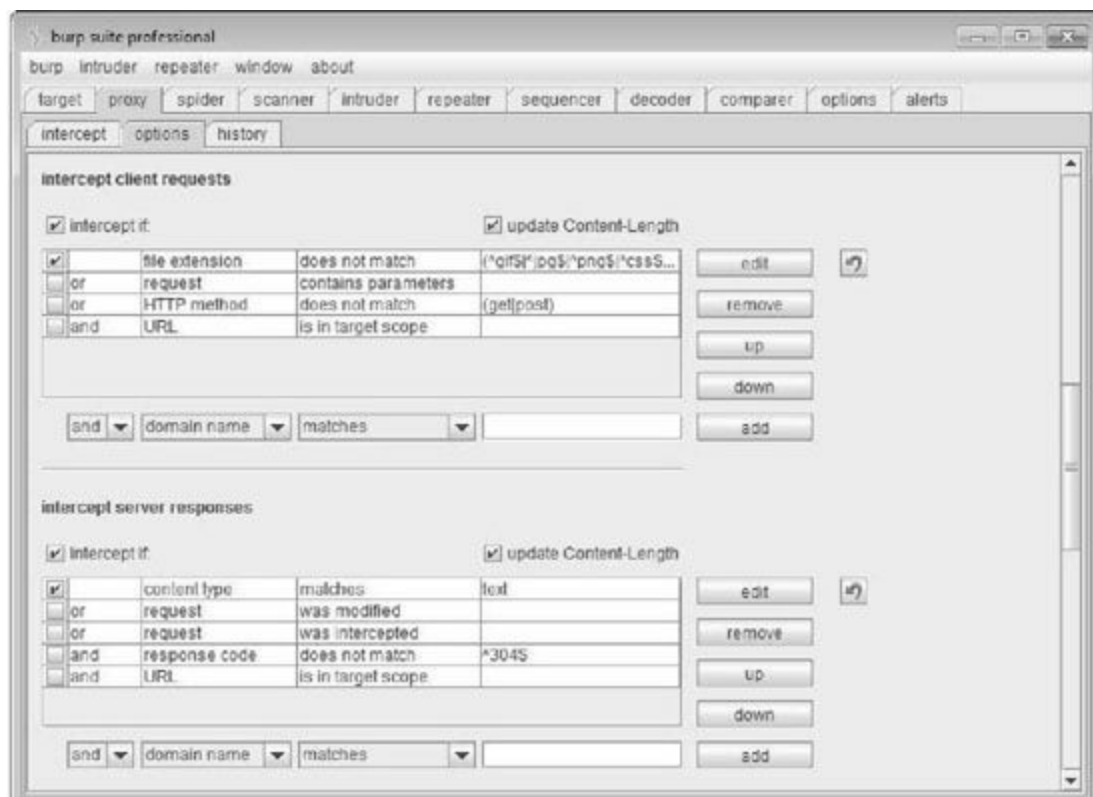 burp suite professional
burp intruder repeater window about
target proxy spider scanner intruder repeater sequencer decoder comparer options alerts
intercept options history
intercept client requests
intercept if: update Content-Length
file extension does not match (^gif$|^jpg$|^png$|^css$... edit
or request contains parameters
or HTTP method does not match (get|post) remove
and URL is in target scope
up
down
and domain name matches add
intercept server responses
intercept if: update Content-Length
content type matches text edit
or request was modified
or request was intercepted remove
and response code does not match ^304$
and URL is in target scope up
down
and domain name matches add